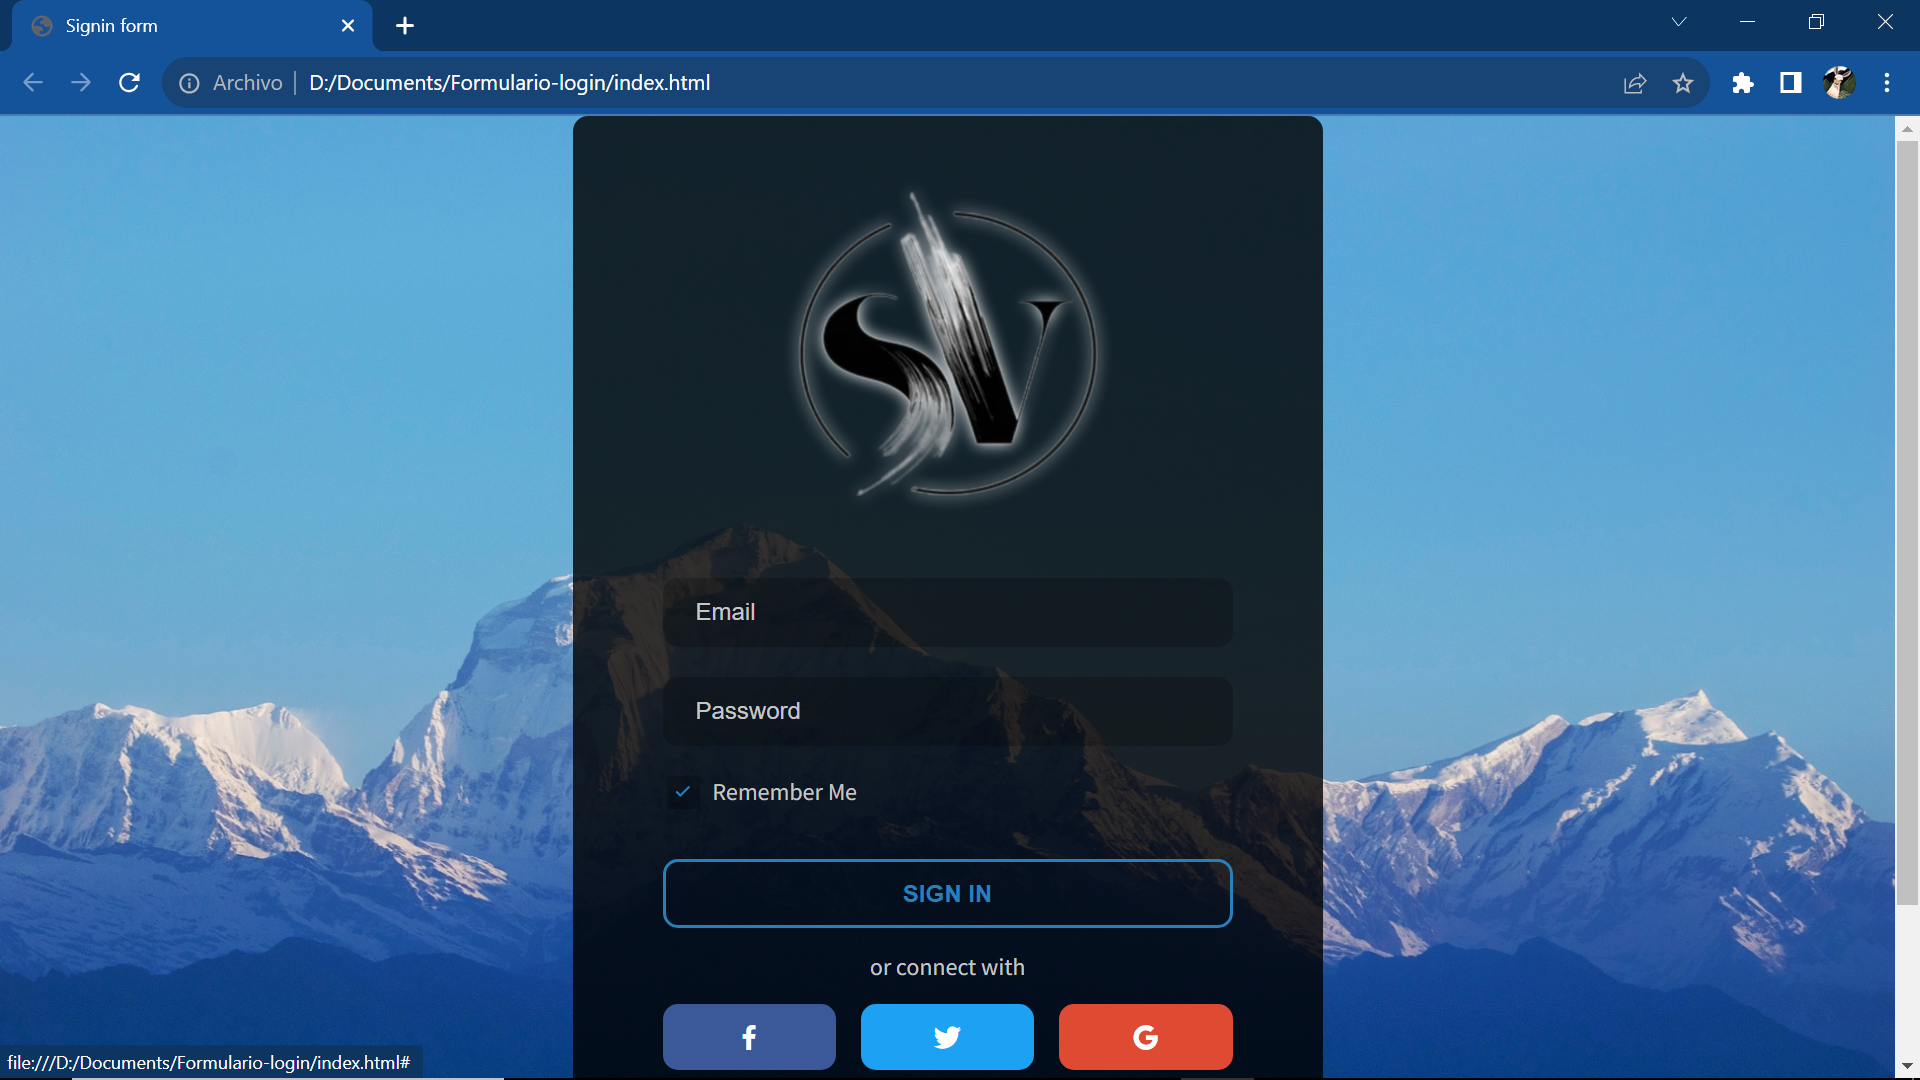 Signin form
Archivo
D:/Documents/Formulario-login/index.html
SV
Email
Password
Remember Me
SIGN IN
or connect with
file:///D:/Documents/Formulario-login/index.html#